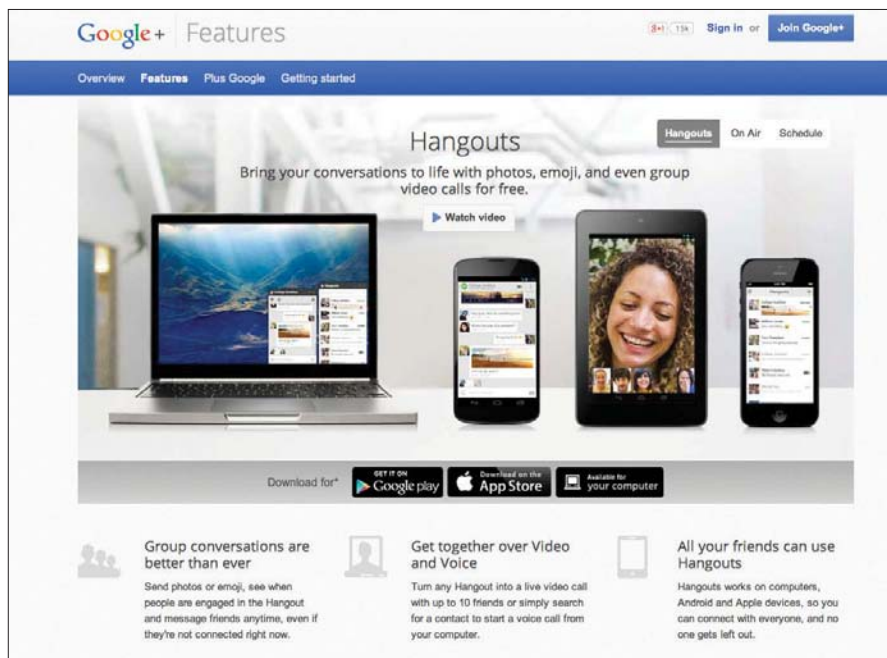 Google+ Features
+1 15k Sign in or Join Google+
Overview Features Plus Google Getting started
Hangouts
Hangouts On Air Schedule
Bring your conversations to life with photos, emoji, and even group
video calls for free.
Watch video
Hangouts
Download for*
GET IT ON
Google play
Download on the
App Store
Available for
your computer
Group conversations are
better than ever
Send photos or emoji, see when
people are engaged in the Hangout
and message friends anytime, even if
they're not connected right now.
Get together over Video
and Voice
Turn any Hangout into a live video call
with up to 10 friends or simply search
for a contact to start a voice call from
your computer.
All your friends can use
Hangouts
Hangouts works on computers,
Android and Apple devices, so you
can connect with everyone, and no
one gets left out.